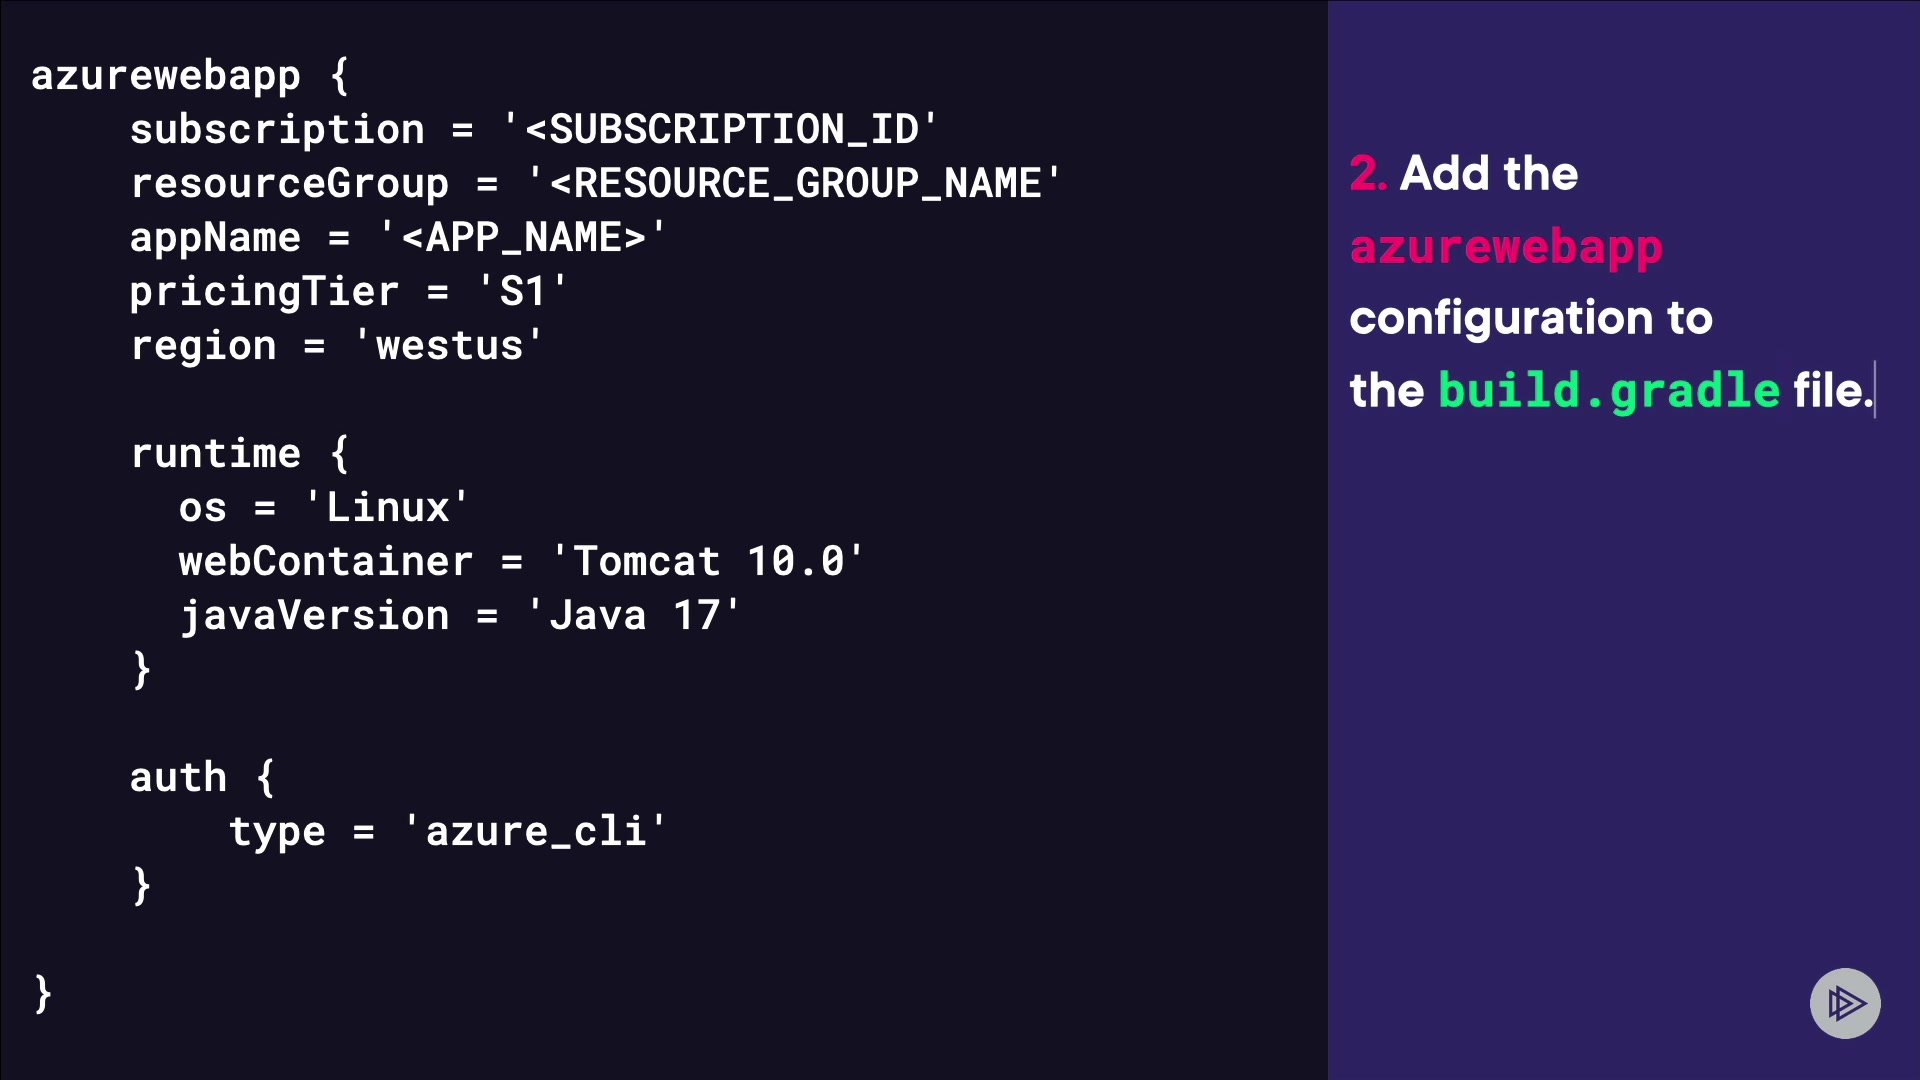 azurewebapp {
subscription = '<SUBSCRIPTION_ID'
resourceGroup = '<RESOURCE_GROUP_NAME'
appName = '<APP_NAME>'
pricingTier = 'S1'
region = 'westus'
runtime {
os = 'Linux'
webContainer = 'Tomcat 10.0'
javaVersion = 'Java 17'
}
auth {
type = 'azure_cli'
}
}
2. Add the
azurewebapp
configuration to
the build.gradle file.